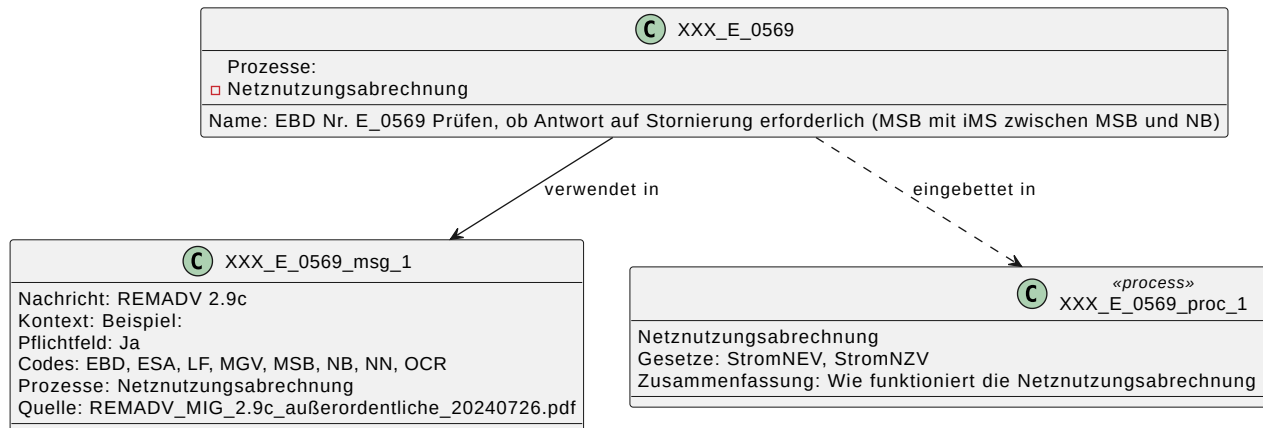 C XXX_E_0569
Prozesse:
Netznutzungsabrechnung
Name: EBD Nr. E_0569 Prüfen, ob Antwort auf Stornierung erforderlich (MSB mit iMS zwischen MSB und NB)
verwendet in
eingebettet in
C XXX_E_0569_msg_1
Nachricht: REMADV 2.9c
Kontext: Beispiel:
Pflichtfeld: Ja
Codes: EBD, ESA, LF, MGV, MSB, NB, NN, OCR
Prozesse: Netznutzungsabrechnung
Quelle: REMADV_MIG_2.9c_außerordentliche_20240726.pdf
«process»
C XXX_E_0569_proc_1
Netznutzungsabrechnung
Gesetze: StromNEV, StromNZV
Zusammenfassung: Wie funktioniert die Netznutzungsabrechnung